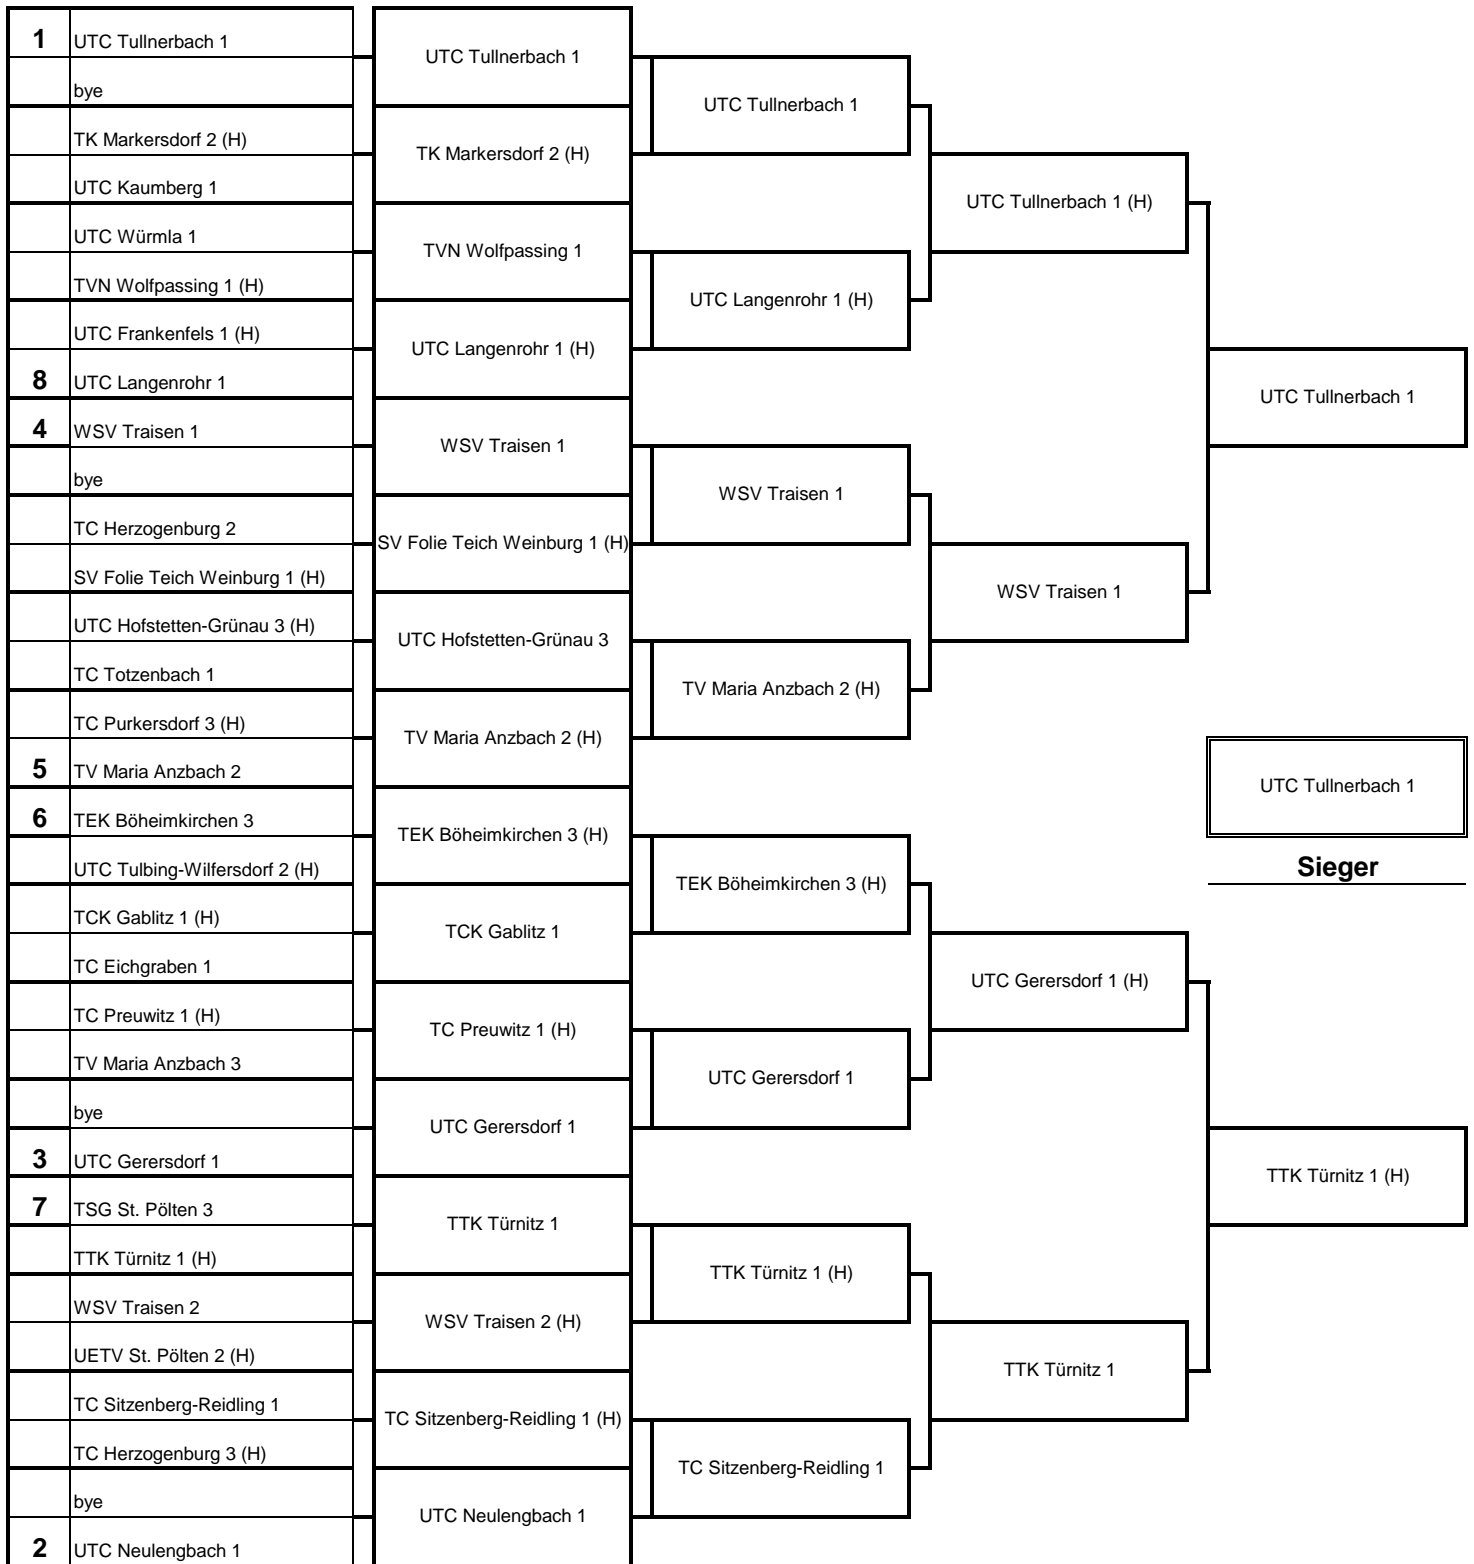 1 UTC Tullnerbach 1
bye
TK Markersdorf 2 (H)
UTC Kaumberg 1
UTC Würmla 1
TVN Wolfpassing 1 (H)
UTC Frankenfels 1 (H)
8 UTC Langenrohr 1
4 WSV Traisen 1
bye
TC Herzogenburg 2
SV Folie Teich Weinburg 1 (H)
UTC Hofstetten-Grünau 3 (H)
TC Totzenbach 1
TC Purkersdorf 3 (H)
5 TV Maria Anzbach 2
6 TEK Böheimkirchen 3
UTC Tulbing-Wilfersdorf 2 (H)
TCK Gablitz 1 (H)
TC Eichgraben 1
TC Preuwitz 1 (H)
TV Maria Anzbach 3
bye
3 UTC Gerersdorf 1
7 TSG St. Pölten 3
TTK Türnitz 1 (H)
WSV Traisen 2
UETV St. Pölten 2 (H)
TC Sitzenberg-Reidling 1
TC Herzogenburg 3 (H)
bye
2 UTC Neulengbach 1
UTC Tullnerbach 1
TK Markersdorf 2 (H)
TVN Wolfpassing 1
UTC Langenrohr 1 (H)
WSV Traisen 1
SV Folie Teich Weinburg 1 (H)
UTC Hofstetten-Grünau 3
TV Maria Anzbach 2 (H)
TEK Böheimkirchen 3 (H)
TCK Gablitz 1
TC Preuwitz 1 (H)
UTC Gerersdorf 1
TTK Türnitz 1
WSV Traisen 2 (H)
TC Sitzenberg-Reidling 1 (H)
UTC Neulengbach 1
UTC Tullnerbach 1
UTC Langenrohr 1 (H)
WSV Traisen 1
TV Maria Anzbach 2 (H)
TEK Böheimkirchen 3 (H)
UTC Gerersdorf 1
TTK Türnitz 1 (H)
TC Sitzenberg-Reidling 1
UTC Tullnerbach 1 (H)
WSV Traisen 1
UTC Gerersdorf 1 (H)
TTK Türnitz 1
UTC Tullnerbach 1
TTK Türnitz 1 (H)
UTC Tullnerbach 1
Sieger